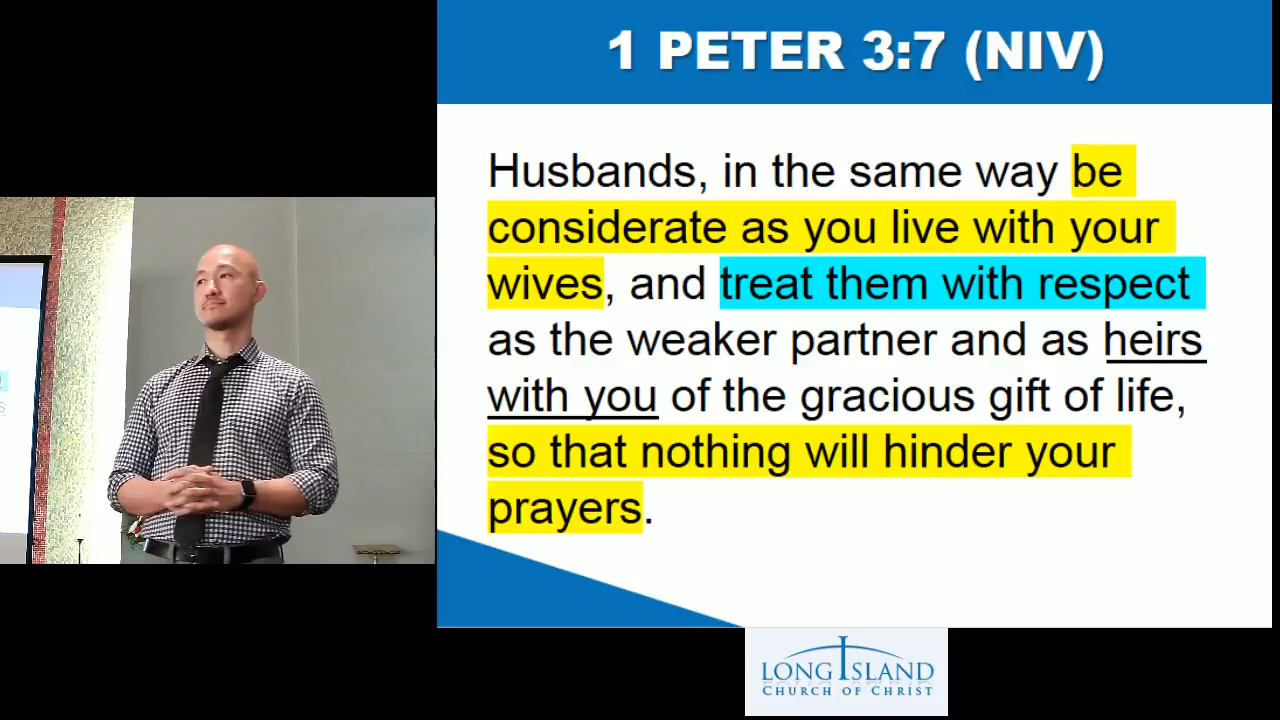 1 PETER 3:7 (NIV)
Husbands, in the same way be
considerate as you live with your
wives, and treat them with respect
as the weaker partner and as heirs
with you of the gracious gift of life,
so that nothing will hinder your
prayers.
LONG ISLAND
CHURCH OF CHRIST